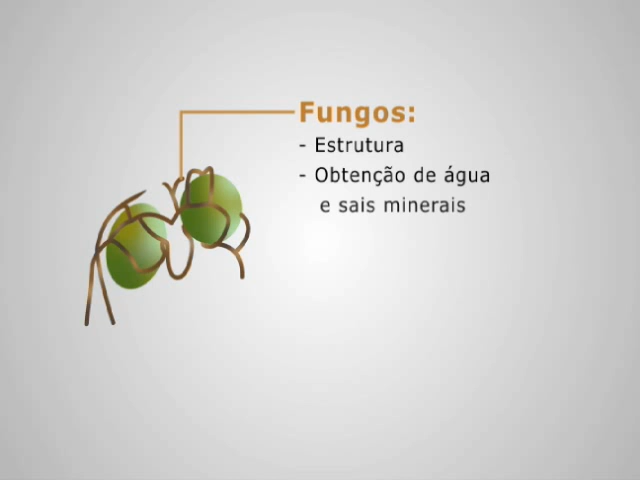 Fungos:
- Estrutura
- Obtenção de água
e sais minerais